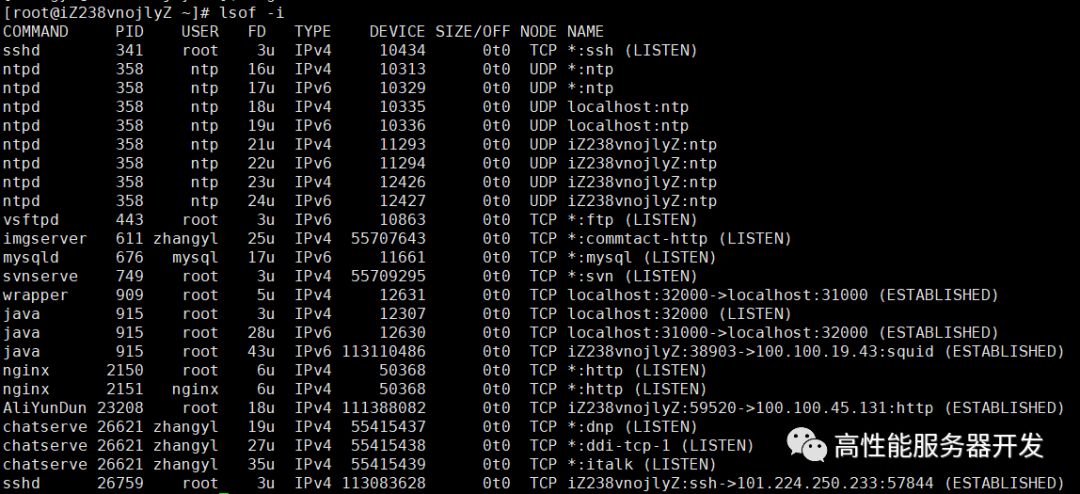 [root@iZ238vnojlyZ ~]# lsof -i
COMMAND     PID    USER   FD   TYPE    DEVICE SIZE/OFF NODE NAME
sshd        341    root    3u  IPv4     10434      0t0  TCP *:ssh (LISTEN)
ntpd        358     ntp   16u  IPv4     10313      0t0  UDP *:ntp
ntpd        358     ntp   17u  IPv6     10329      0t0  UDP *:ntp
ntpd        358     ntp   18u  IPv4     10335      0t0  UDP localhost:ntp
ntpd        358     ntp   19u  IPv6     10336      0t0  UDP localhost:ntp
ntpd        358     ntp   21u  IPv4     11293      0t0  UDP iZ238vnojlyZ:ntp
ntpd        358     ntp   22u  IPv6     11294      0t0  UDP iZ238vnojlyZ:ntp
ntpd        358     ntp   23u  IPv4     12426      0t0  UDP iZ238vnojlyZ:ntp
ntpd        358     ntp   24u  IPv6     12427      0t0  UDP iZ238vnojlyZ:ntp
vsftpd      443    root    3u  IPv6     10863      0t0  TCP *:ftp (LISTEN)
imgserver   611 zhangyl   25u  IPv4  55707643      0t0  TCP *:commtact-http (LISTEN)
mysqld      676   mysql   17u  IPv6     11661      0t0  TCP *:mysql (LISTEN)
svnserve    749    root    3u  IPv4  55709295      0t0  TCP *:svn (LISTEN)
wrapper     909    root    5u  IPv4     12631      0t0  TCP localhost:32000->localhost:31000 (ESTABLISHED)
java        915    root    3u  IPv4     12307      0t0  TCP localhost:32000 (LISTEN)
java        915    root   28u  IPv6     12630      0t0  TCP localhost:31000->localhost:32000 (ESTABLISHED)
java        915    root   43u  IPv6 113110486      0t0  TCP iZ238vnojlyZ:38903->100.100.19.43:squid (ESTABLISHED)
nginx      2150    root    6u  IPv4     50368      0t0  TCP *:http (LISTEN)
nginx      2151   nginx    6u  IPv4     50368      0t0  TCP *:http (LISTEN)
AliYunDun 23208    root   18u  IPv4 111388082      0t0  TCP iZ238vnojlyZ:59520->100.100.45.131:http (ESTABLISHED)
chatserve 26621 zhangyl   19u  IPv4  55415437      0t0  TCP *:dnp (LISTEN)
chatserve 26621 zhangyl   27u  IPv4  55415438      0t0  TCP *:ddi-tcp-1 (LISTEN)
chatserve 26621 zhangyl   35u  IPv4  55415439      0t0  TCP *:italk (LISTEN)
sshd      26759    root    3u  IPv4 113083628      0t0  TCP iZ238vnojlyZ:ssh->101.224.250.233:57844 (ESTABLISHED)
高性能服务器开发